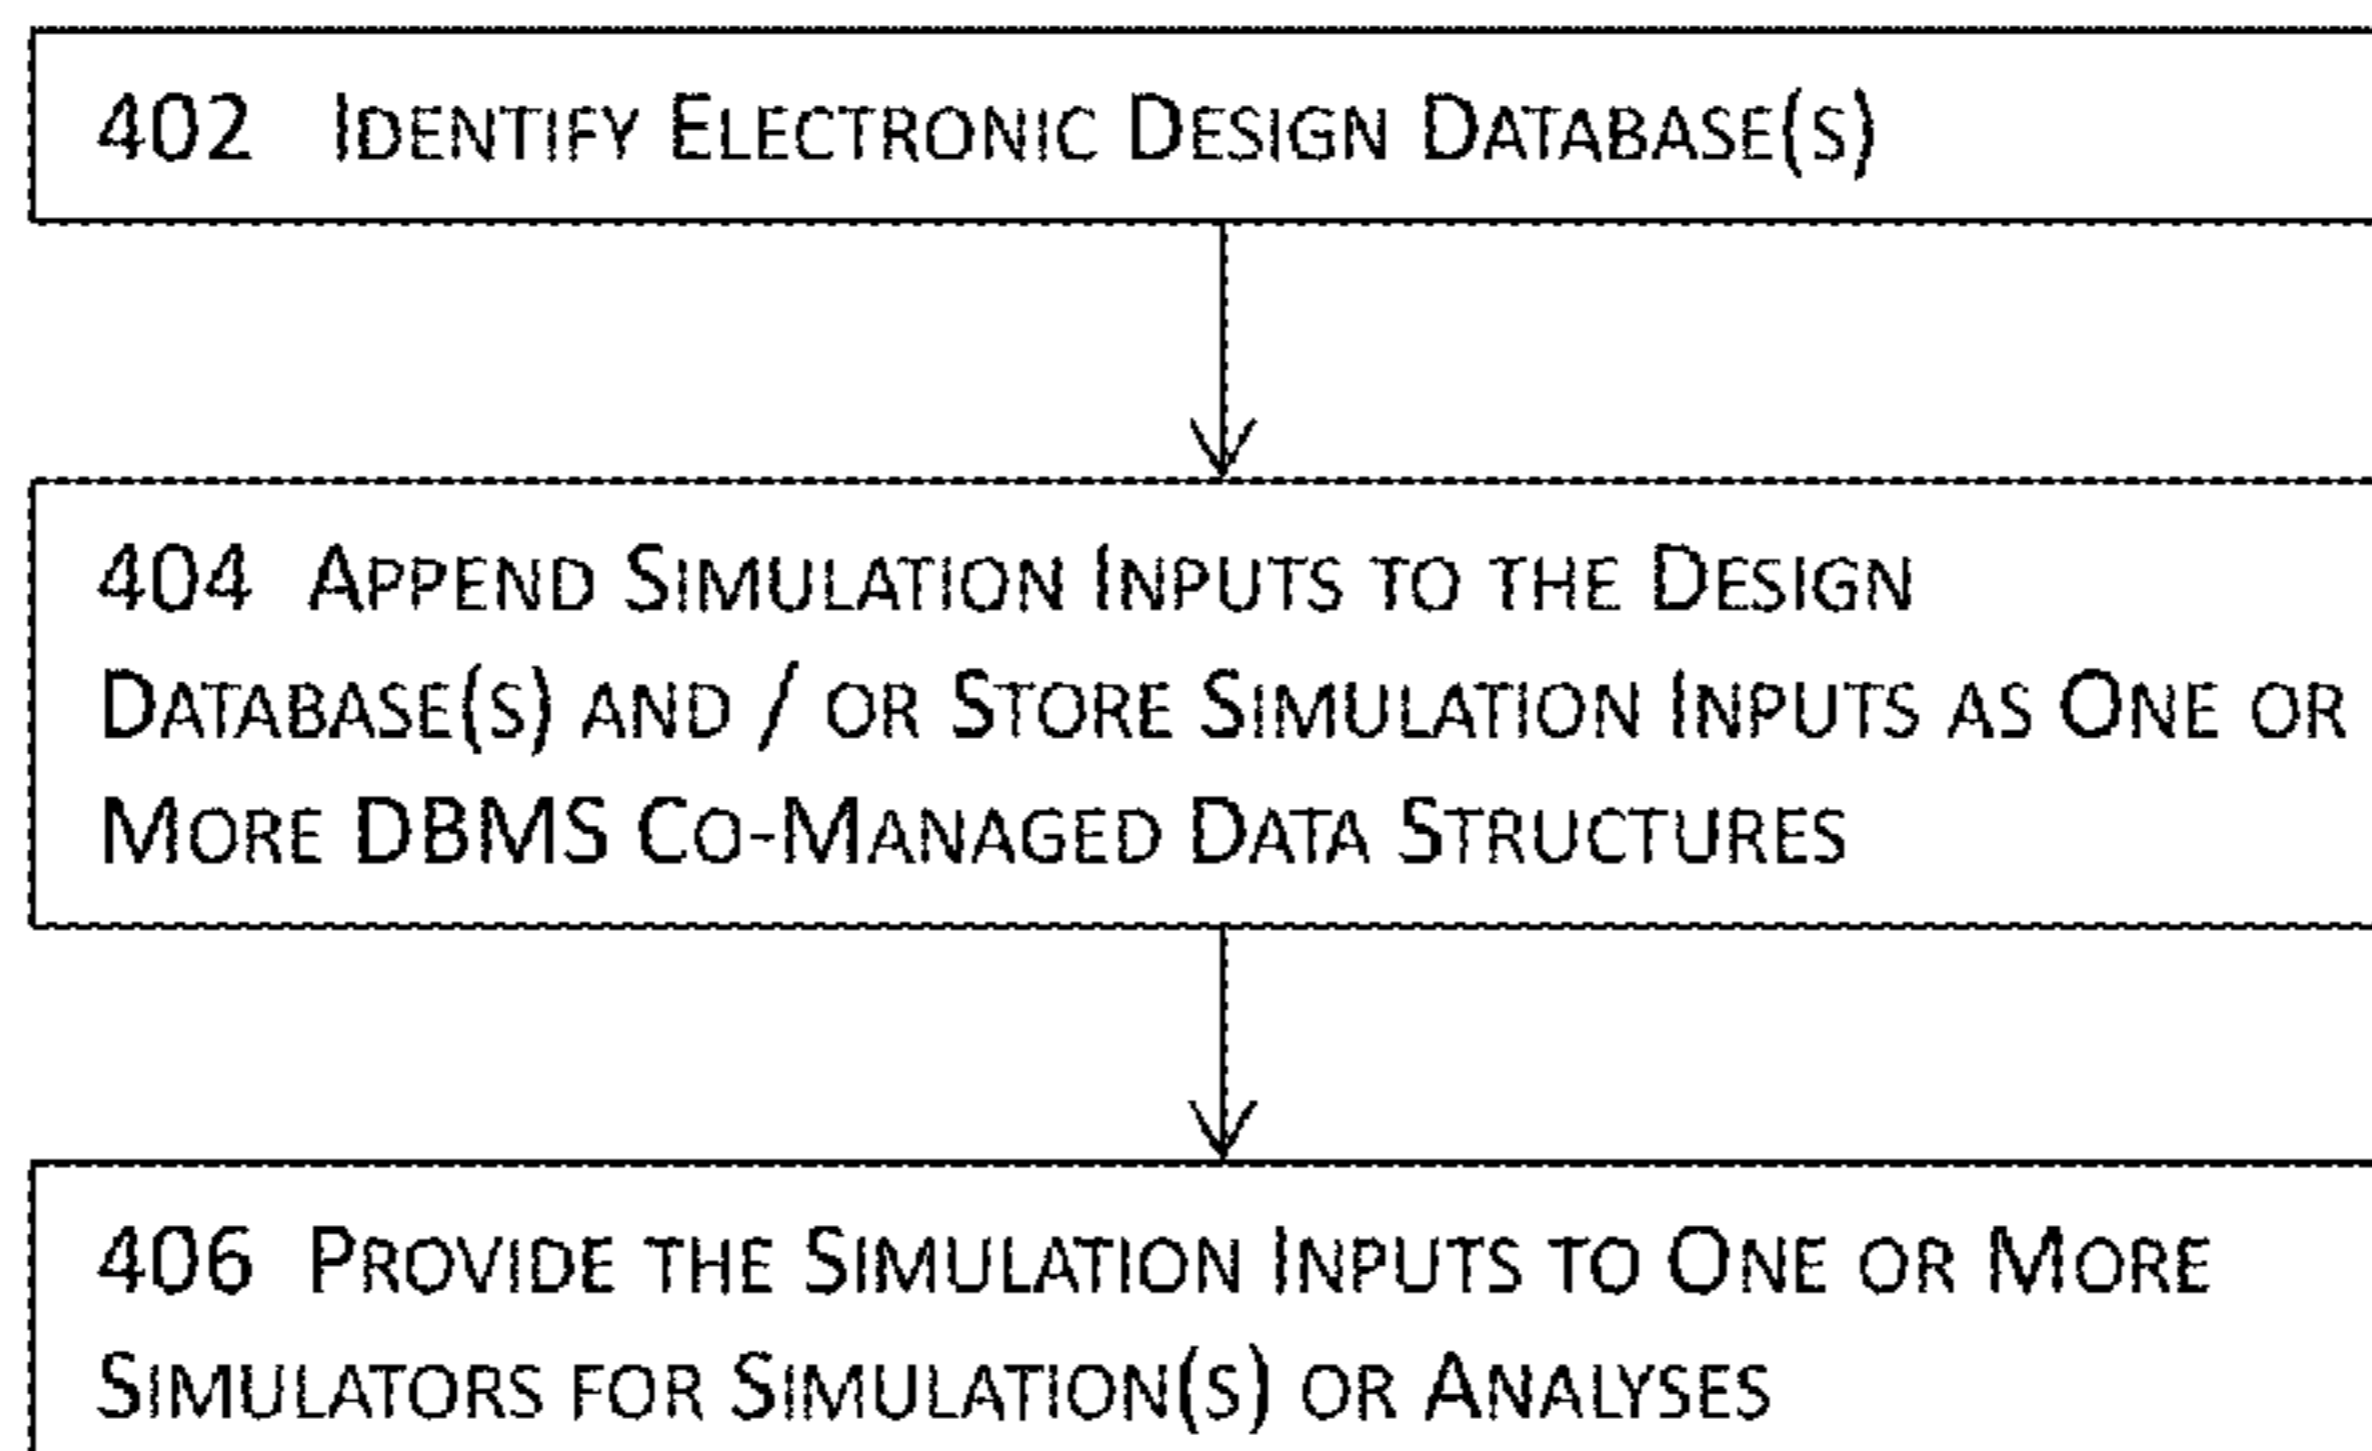 402 Identify Electronic Design Database(s)
404 Append Simulation Inputs to the Design
Database(s) and / or Store Simulation Inputs as One or
More DBMS Co-Managed Data Structures
406 Provide the Simulation Inputs to One or More
Simulators for Simulation(s) or Analyses